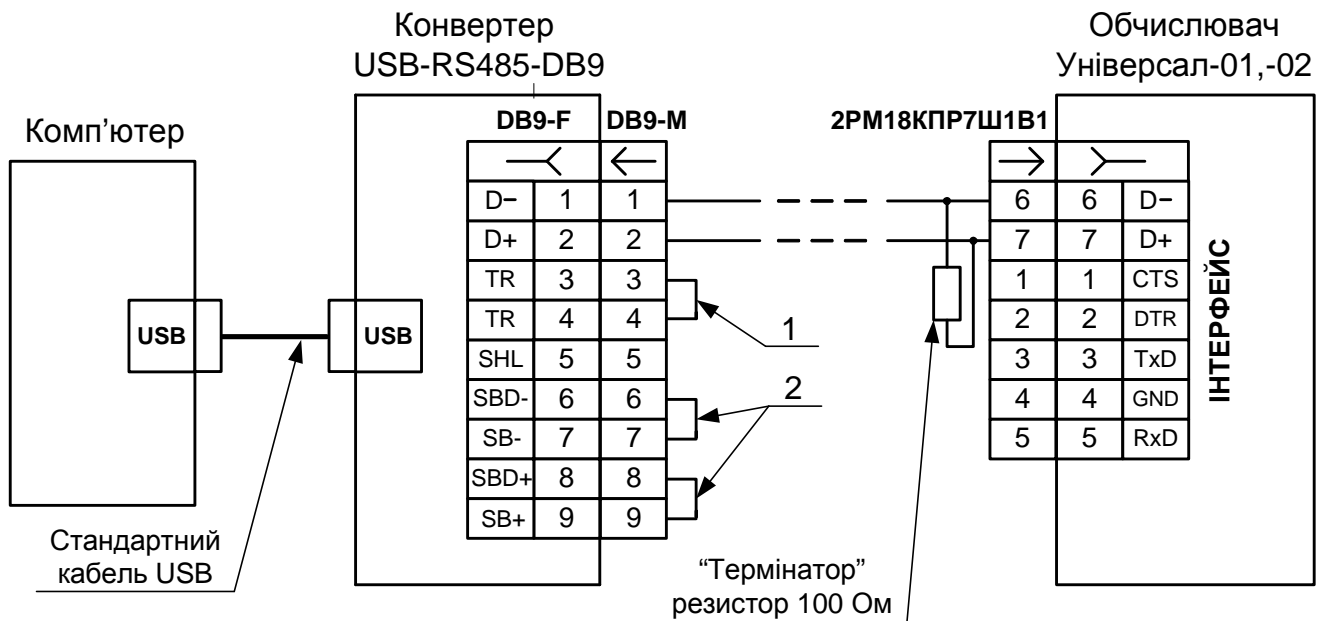 Конвертер
USB-RS485-DB9
Обчислювач
Універсал-01,-02
Комп’ютер
DB9-F DB9-M
2РМ18КПР7Ш1В1
D− 1 1 6 6 D−
D+ 2 2 7 7 D+
TR 3 3 1 1 CTS
TR 4 4 2 2 DTR
SHL 5 5 3 3 TxD
SBD- 6 6 4 4 GND
SB- 7 7 5 5 RxD
SBD+ 8 8
SB+ 9 9
1
2
USB
USB
ІНТЕРФЕЙС
Стандартний
кабель USB
“Термінатор”
резистор 100 Ом